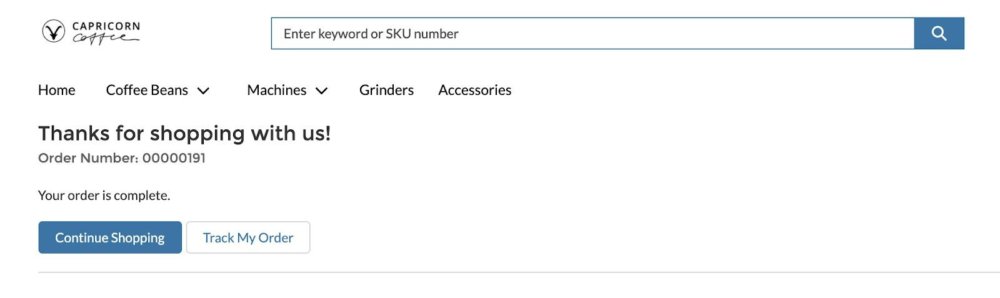 CAPRICORN
Coffee
Enter keyword or SKU number
Home Coffee Beans Machines Grinders Accessories
Thanks for shopping with us!
Order Number: 00000191
Your order is complete.
Continue Shopping Track My Order